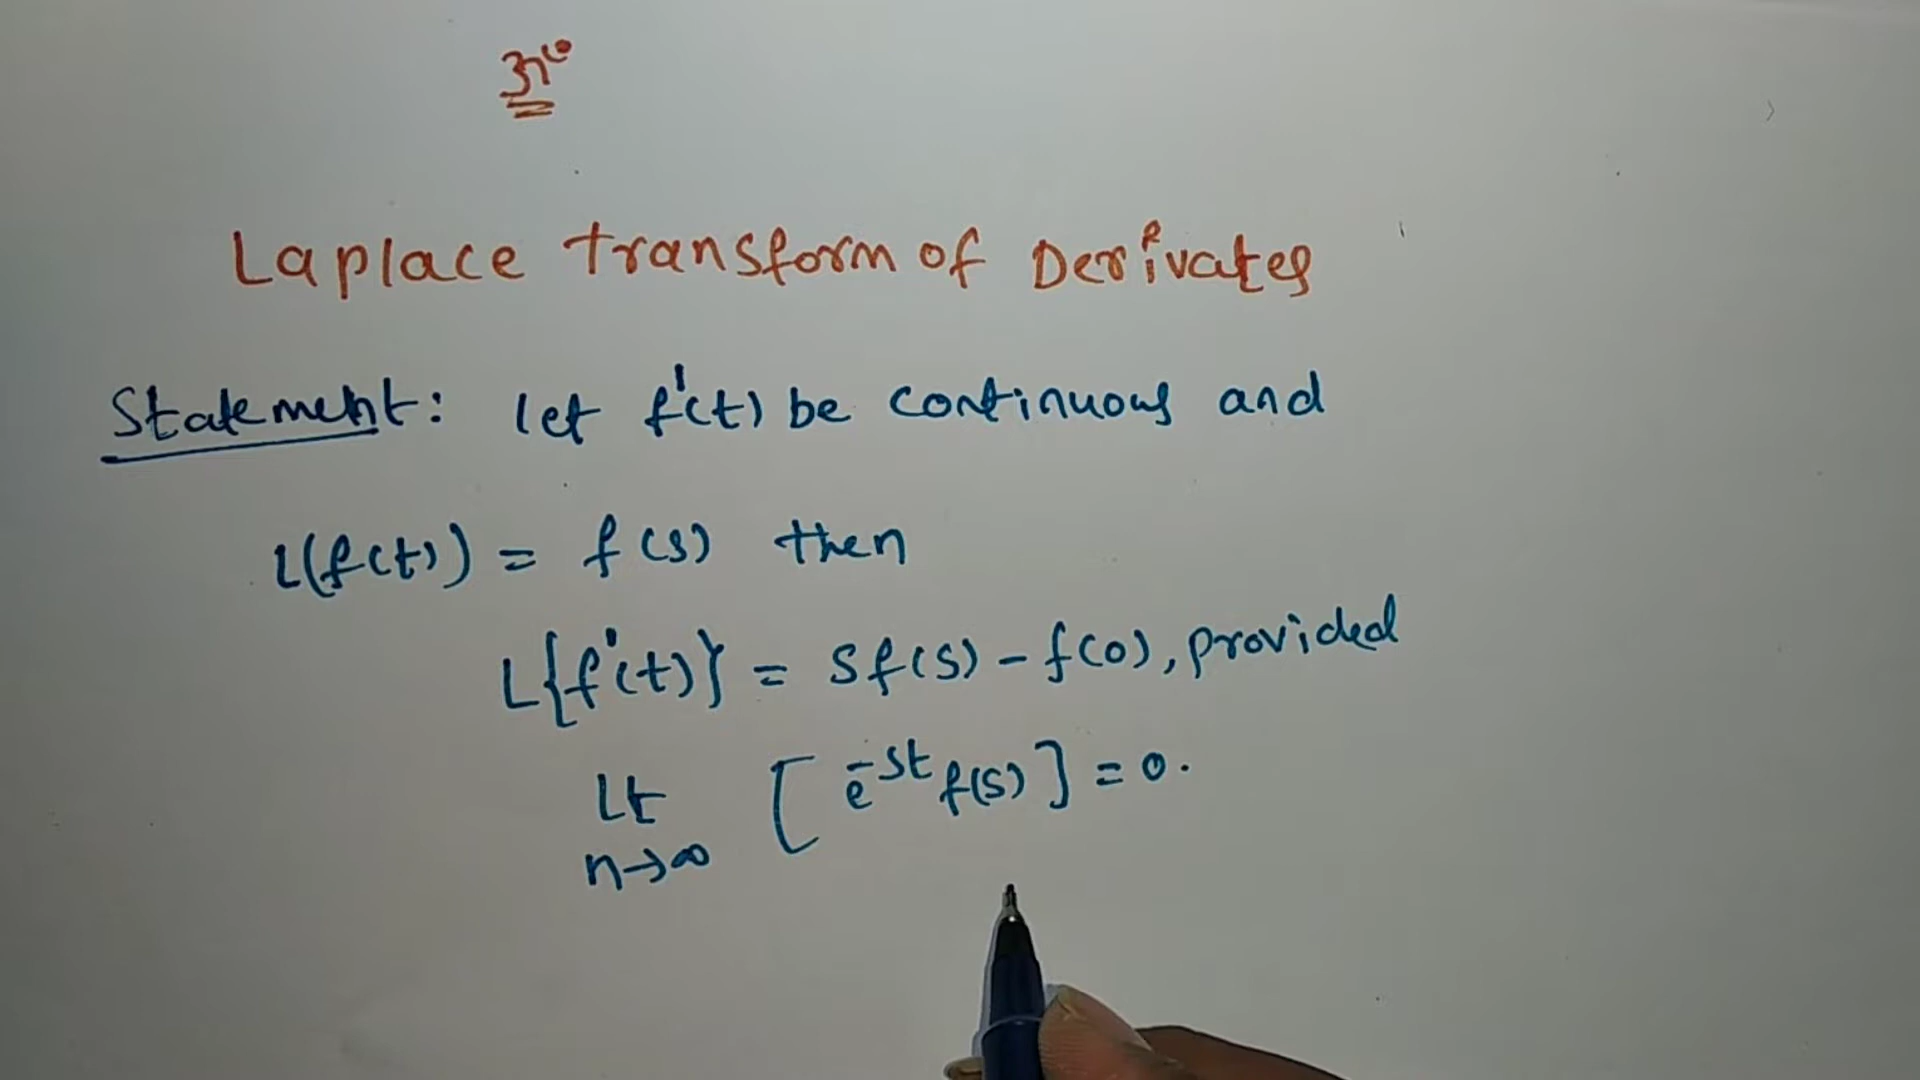 Laplace transform of Derivates
Statement: let f'(t) be continuous and
L(f(t)) = f(s) then
L{f'(t)} = sf(s) - f(0), provided
Lt [ e^-st f(s) ] = 0.
n→∞